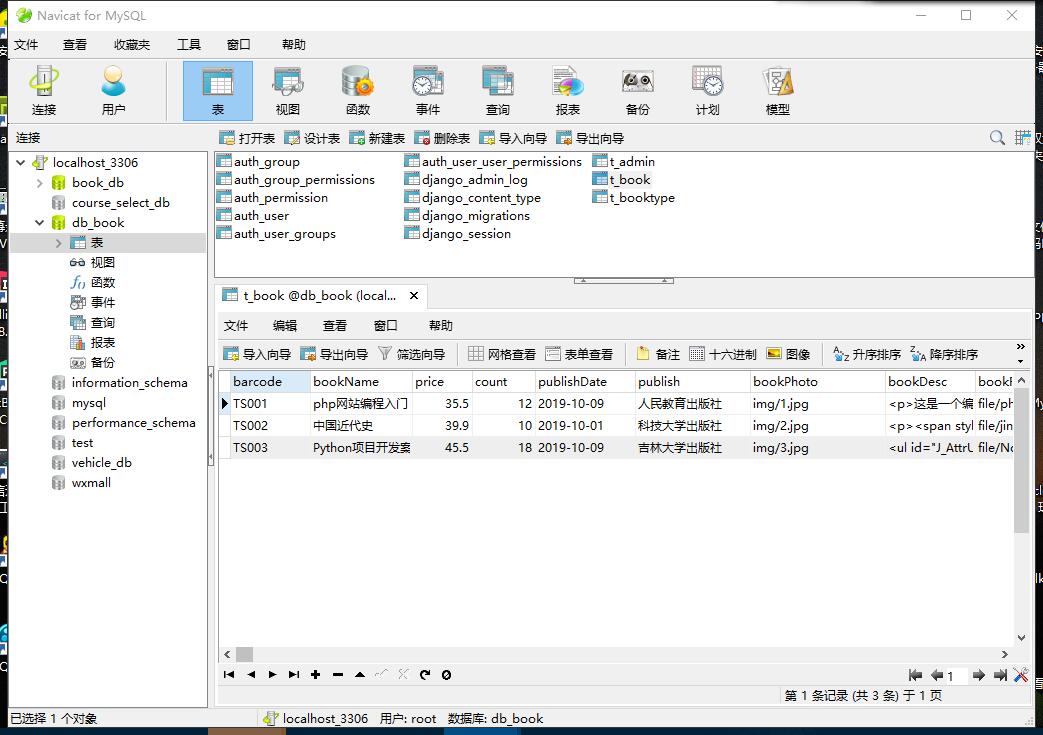 Navicat for MySQL
文件 查看 收藏夹 工具 窗口 帮助
连接 用户 表 视图 函数 事件 查询 报表 备份 计划 模型
连接
打开表 设计表 新建表 删除表 导入向导 导出向导
localhost_3306
book_db
course_select_db
db_book
表
视图
函数
事件
查询
报表
备份
information_schema
mysql
performance_schema
test
vehicle_db
wxmall
auth_group auth_user_user_permissions t_admin
auth_group_permissions django_admin_log t_book
auth_permission django_content_type t_booktype
auth_user django_migrations
auth_user_groups django_session
t_book @db_book (local...
文件 编辑 查看 窗口 帮助
导入向导 导出向导 筛选向导 网格查看 表单查看 备注 十六进制 图像 升序排序 降序排序
barcode bookName price count publishDate publish bookPhoto bookDesc bookF
TS001 php网站编程入门 35.5 12 2019-10-09 人民教育出版社 img/1.jpg <p>这是一个编 file/ph
TS002 中国近代史 39.9 10 2019-10-01 科技大学出版社 img/2.jpg <p><span styl file/jin
TS003 Python项目开发案 45.5 18 2019-10-09 吉林大学出版社 img/3.jpg <ul id="J_AttrU file/No
1
第 1 条记录 (共 3 条) 于 1 页
已选择 1 个对象 localhost_3306 用户: root 数据库: db_book